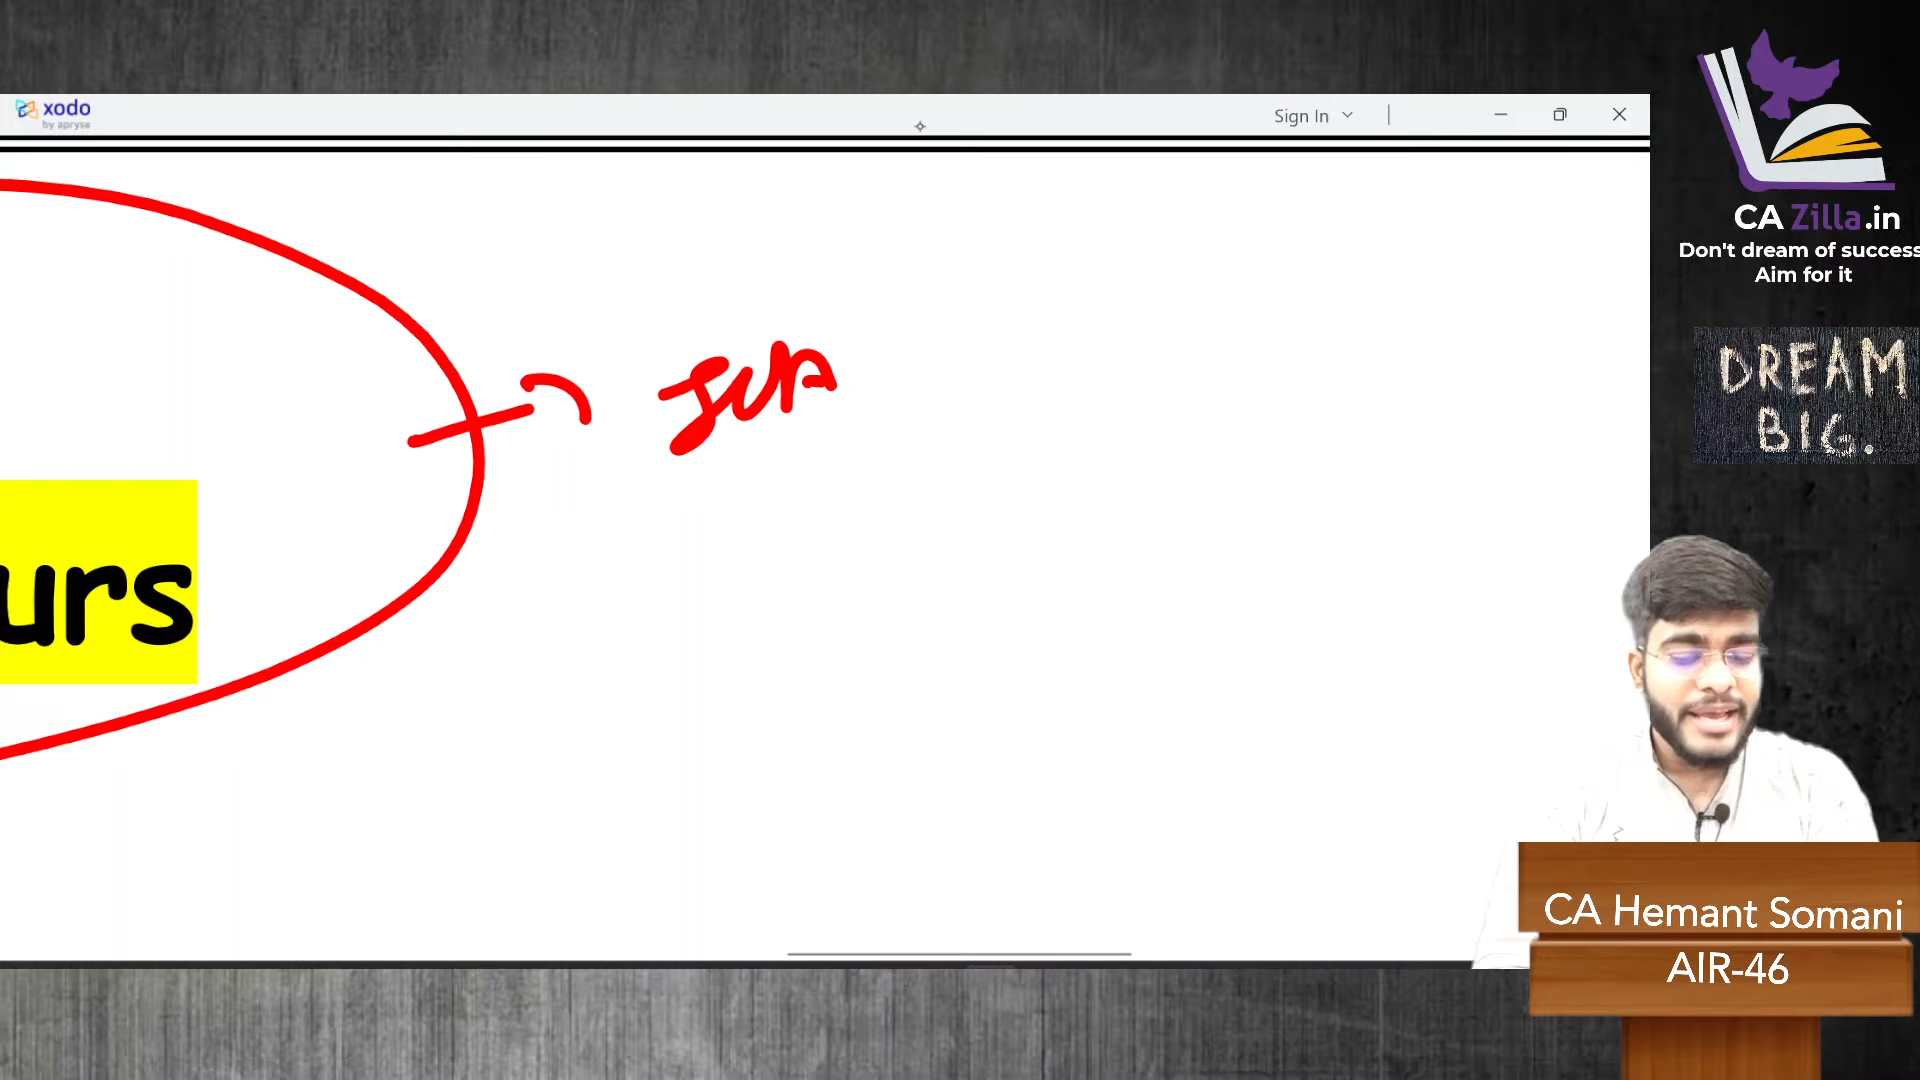 xodo
by apryse
Sign In
urs
CA Zilla.in
Don't dream of success
Aim for it
DREAM
BIG.
CA Hemant Somani
AIR-46